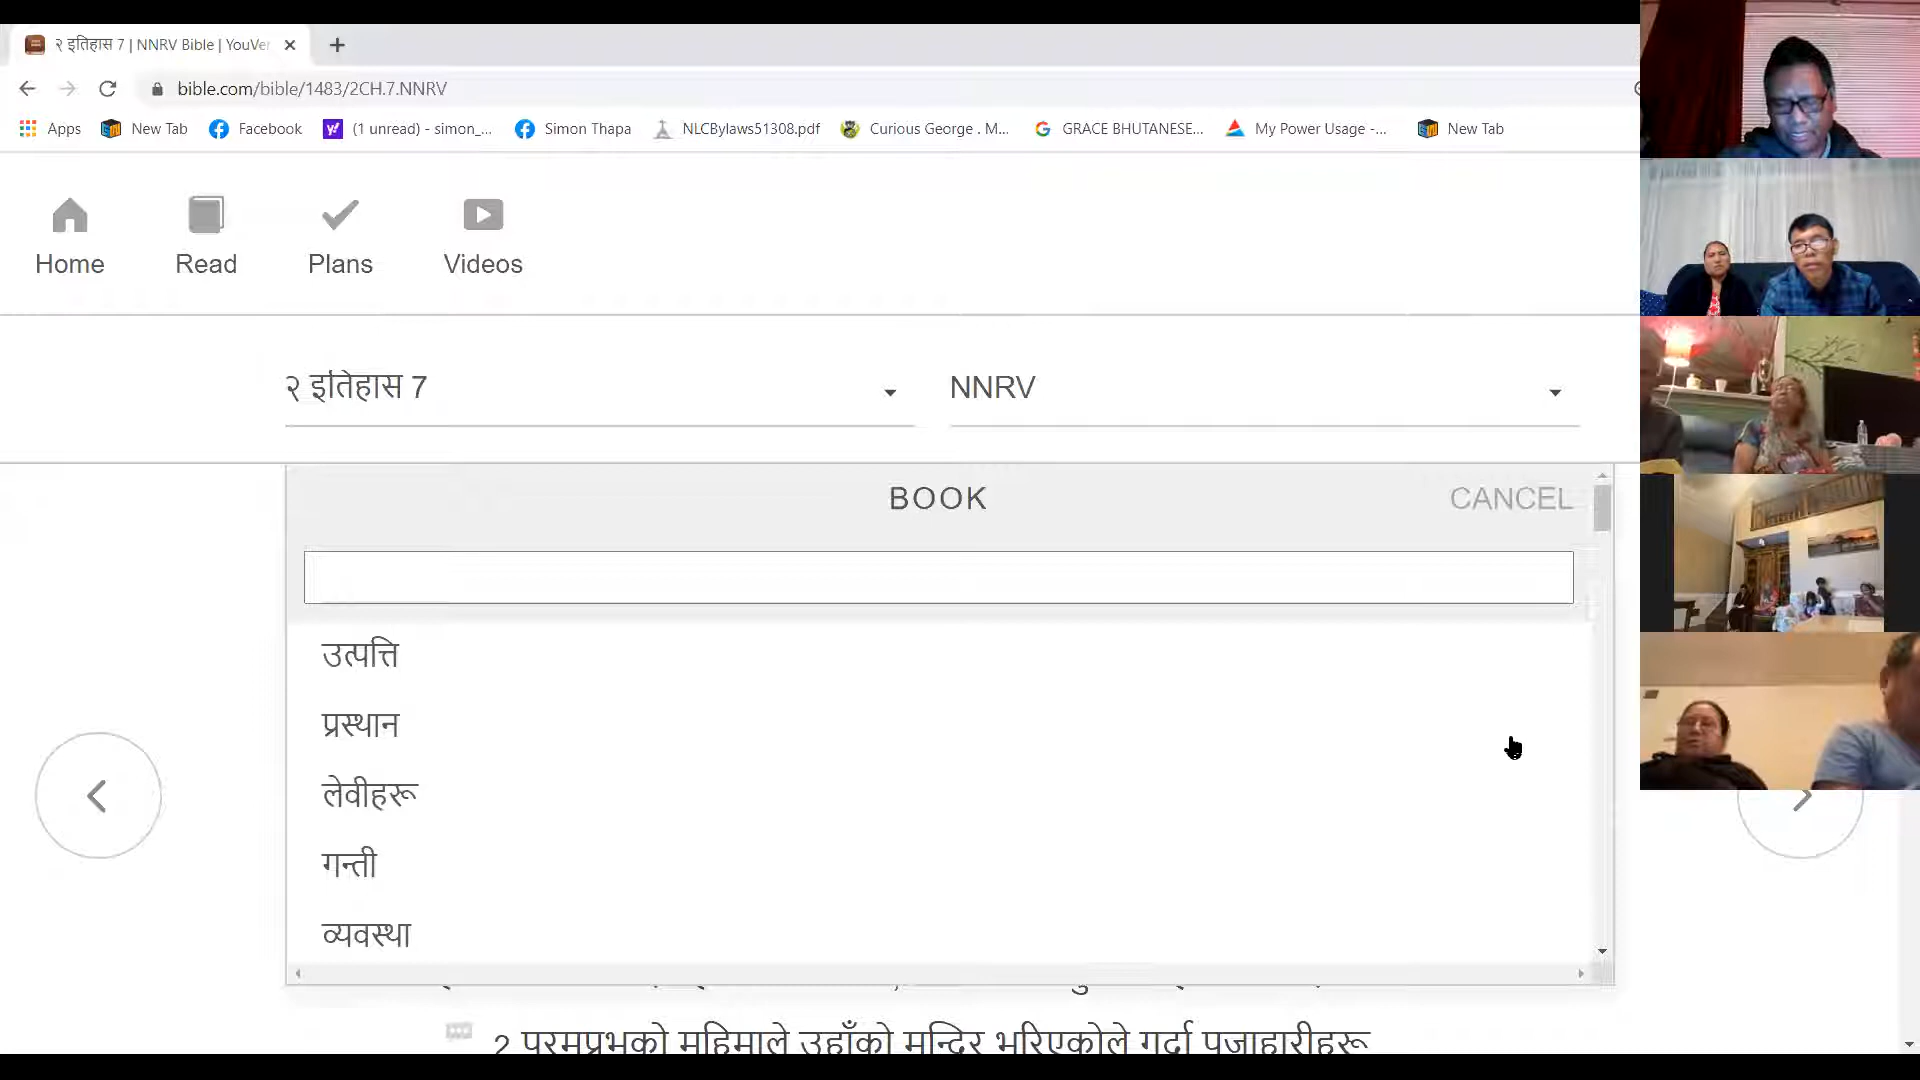 २ इतिहास 7 | NNRV Bible | YouVer
bible.com/bible/1483/2CH.7.NNRV
Apps New Tab Facebook (1 unread) - simon_... Simon Thapa NLCBylaws51308.pdf Curious George . M... GRACE BHUTANESE... My Power Usage -... New Tab
Home Read Plans Videos
२ इतिहास 7 NNRV
BOOK CANCEL
उत्पत्ति
प्रस्थान
लेवीहरू
गन्ती
व्यवस्था
2 परमप्रभुको महिमाले उहाँको मन्दिर भरिएकोले गर्दा पूजाहारीहरू